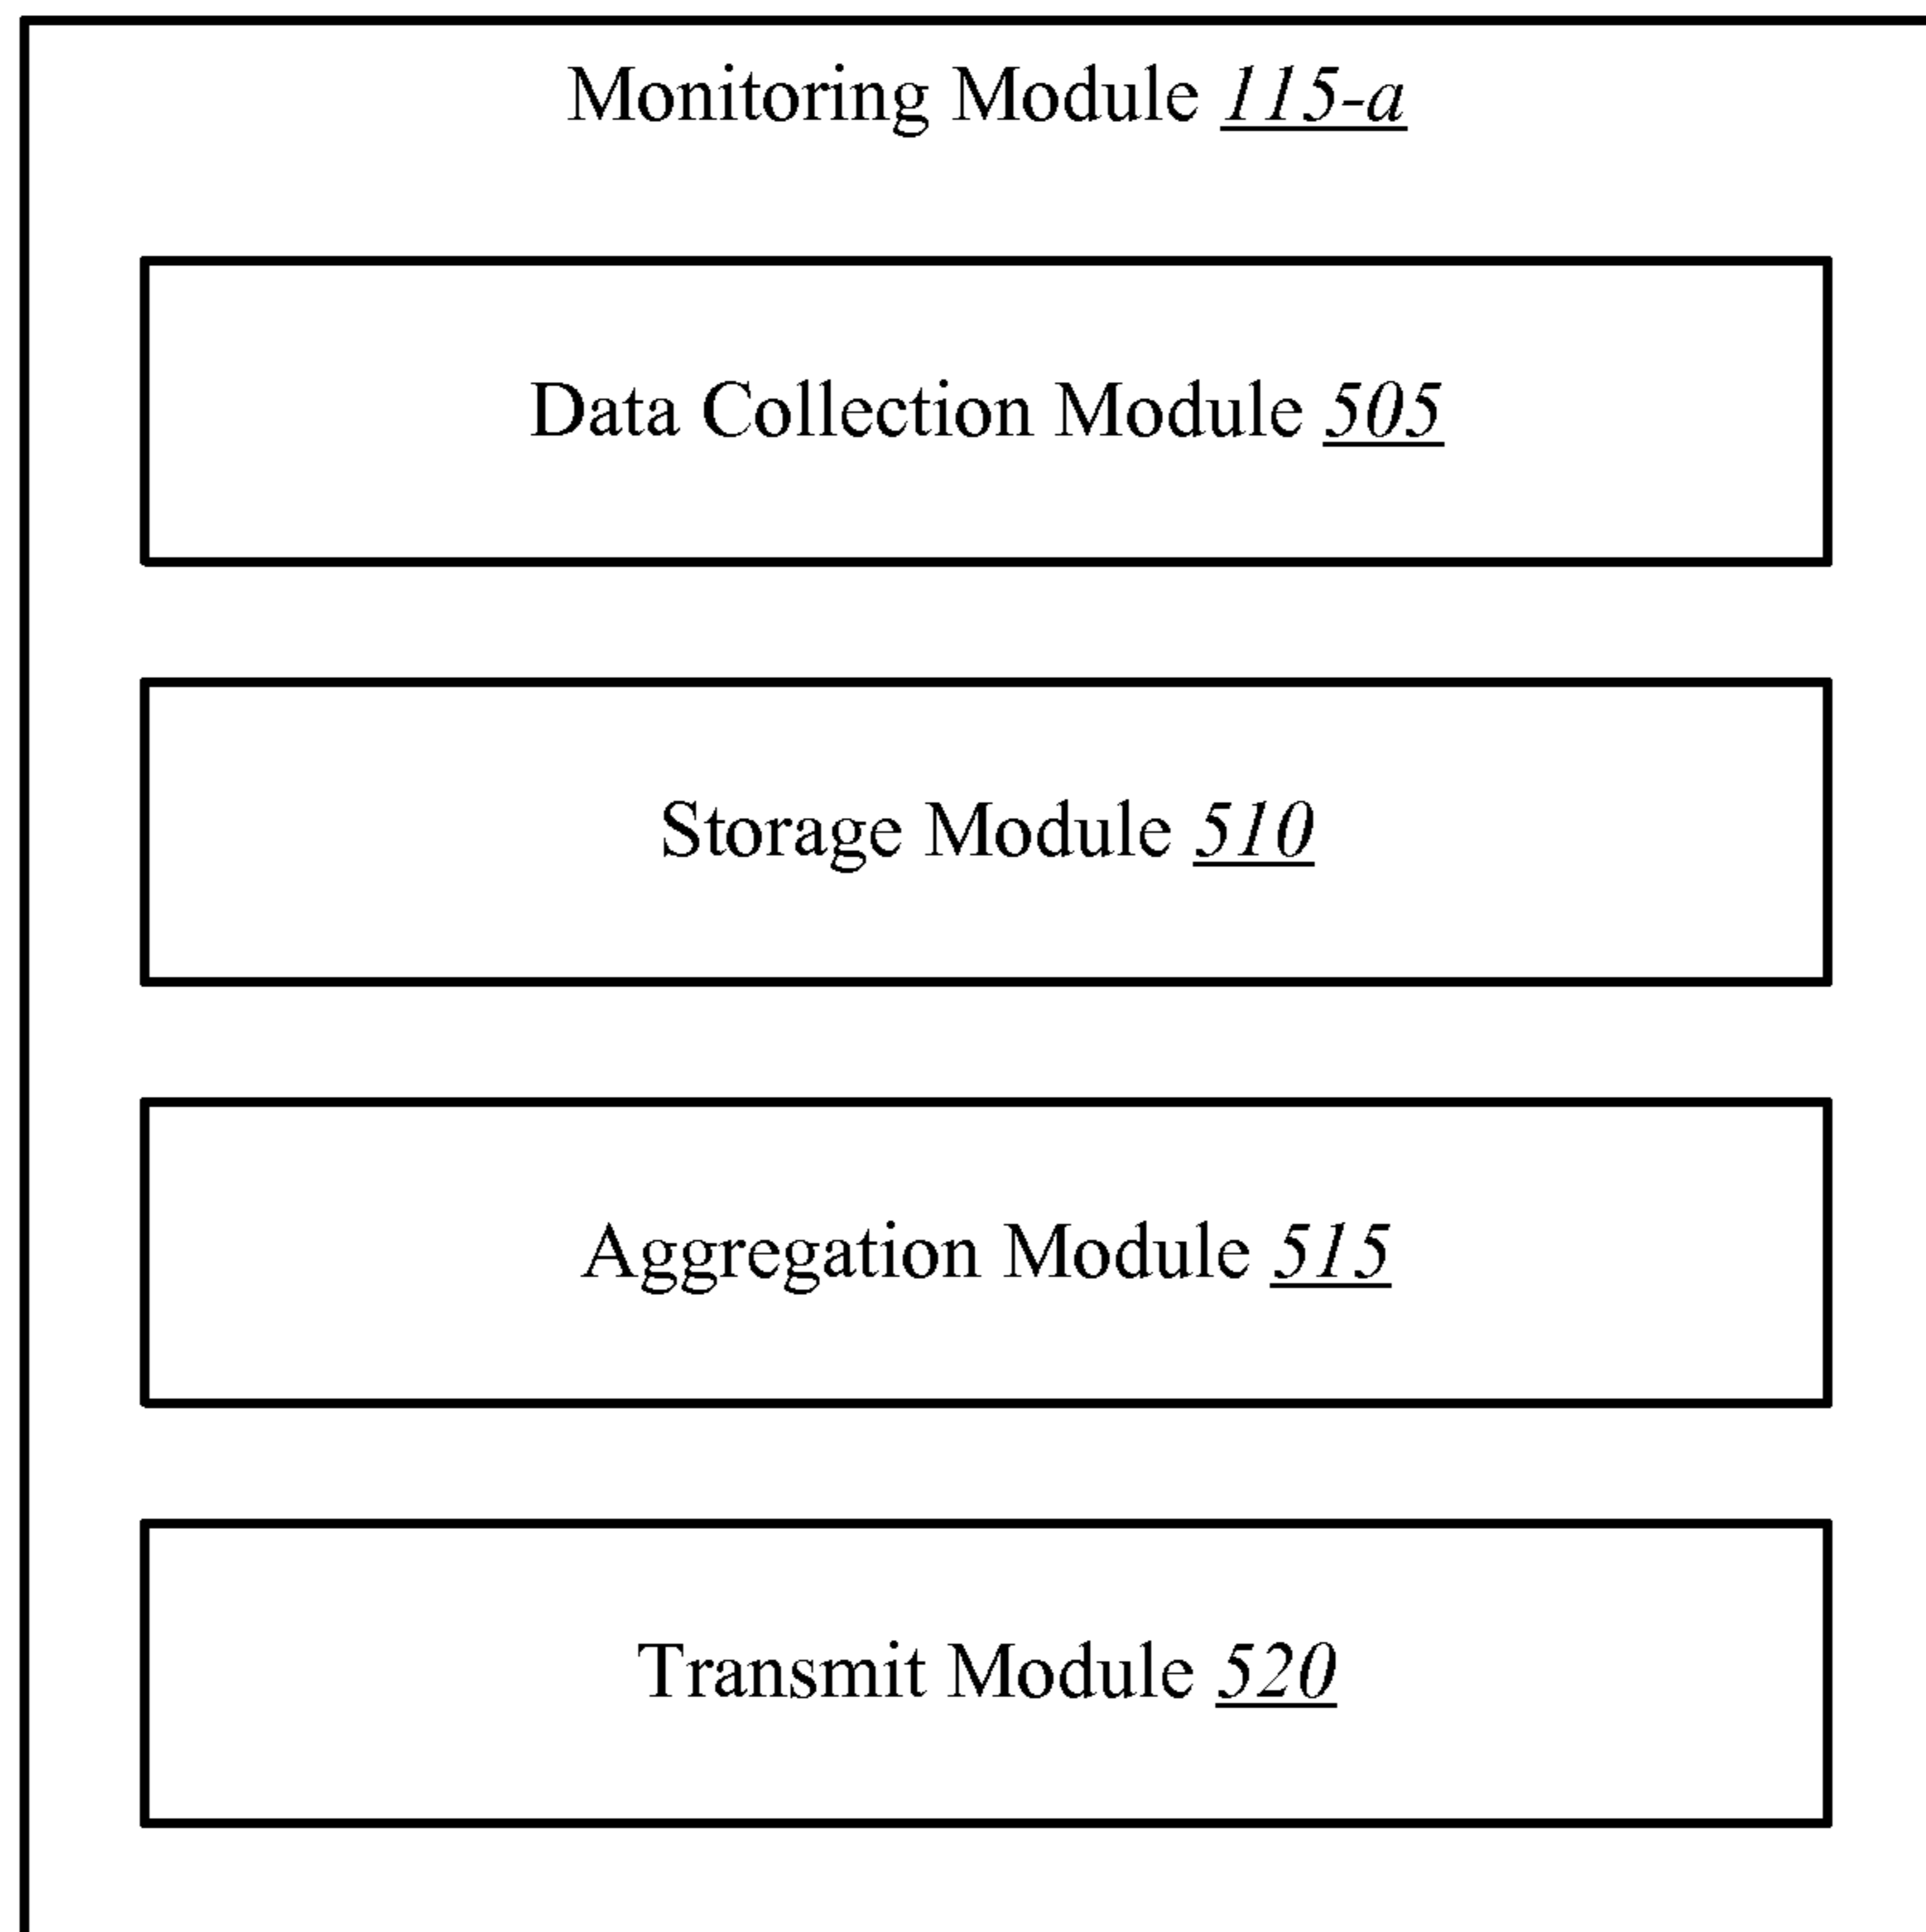 Monitoring Module 115-a
Data Collection Module 505
Storage Module 510
Aggregation Module 515
Transmit Module 520